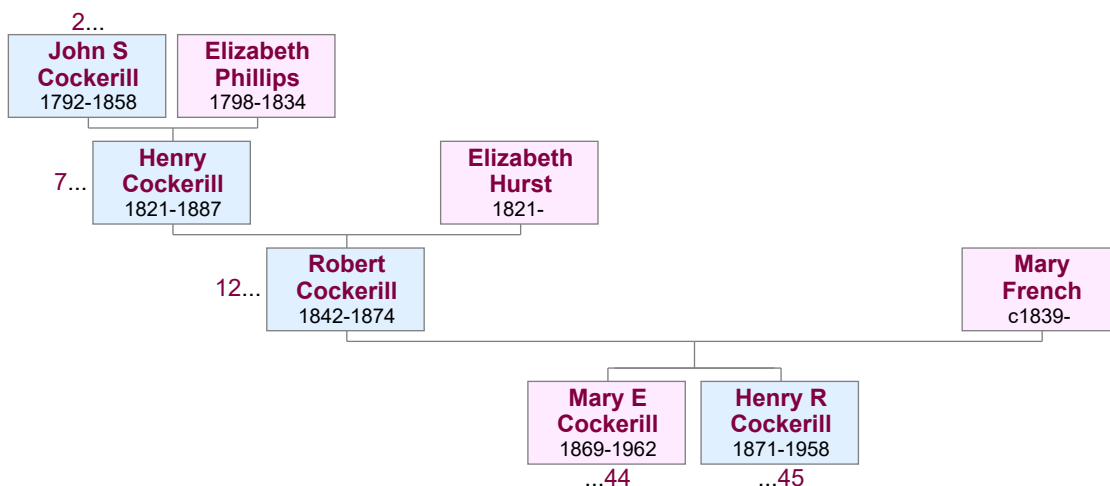 2...
John S
Cockerill
1792-1858
Elizabeth
Phillips
1798-1834
7...
Henry
Cockerill
1821-1887
Elizabeth
Hurst
1821-
12...
Robert
Cockerill
1842-1874
Mary
French
c1839-
Mary E
Cockerill
1869-1962
Henry R
Cockerill
1871-1958
...44
...45